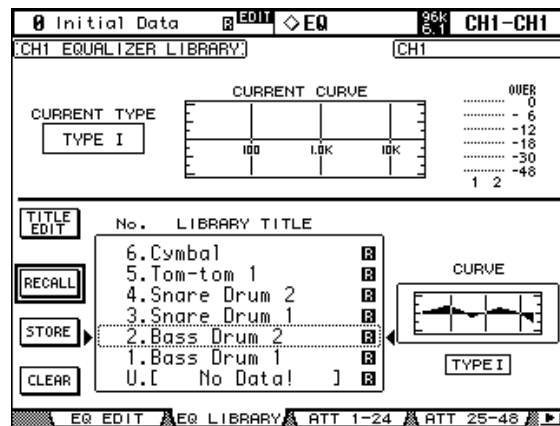 0 Initial Data R EDIT ◇EQ 96k 6.1 CH1-CH1
CH1 EQUALIZER LIBRARY CH1
CURRENT TYPE
TYPE I
CURRENT CURVE
100 1.0K 10K
OVER
0
- 6
-12
-18
-30
-48
1 2
TITLE EDIT
RECALL
STORE
CLEAR
No. LIBRARY TITLE
6.Cymbal R
5.Tom-tom 1 R
4.Snare Drum 2 R
3.Snare Drum 1 R
2.Bass Drum 2 R
1.Bass Drum 1 R
U.[ No Data! ] R
CURVE
TYPE I
EQ EDIT EQ LIBRARY ATT 1-24 ATT 25-48